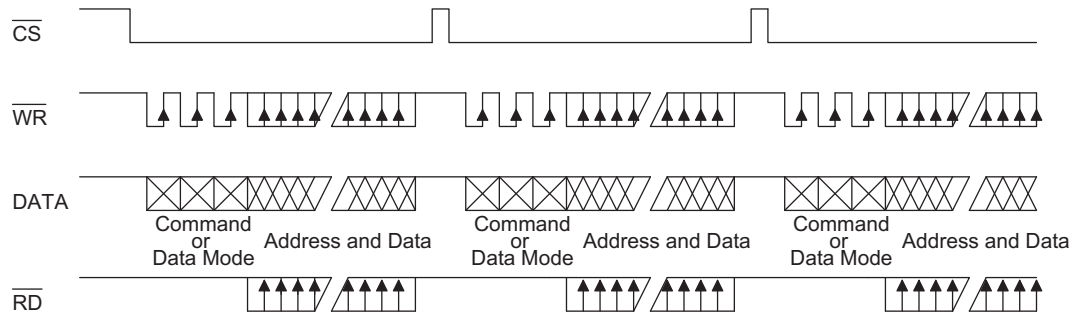 CS
WR
DATA
Command
or
Data Mode
Address and Data
Command
or
Data Mode
Address and Data
Command
or
Data Mode
Address and Data
RD